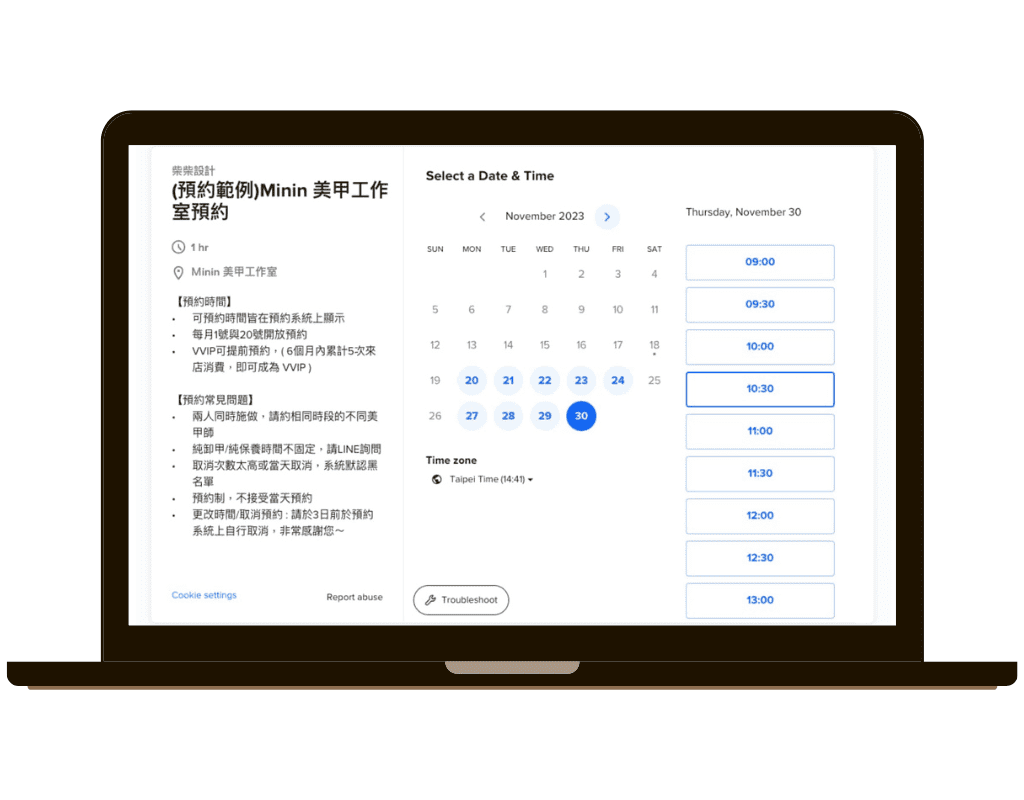 柴柴設計
(預約範例)Minin 美甲工作
室預約
1 hr
Minin 美甲工作室
【預約時間】
• 可預約時間皆在預約系統上顯示
• 每月1號與20號開放預約
• VVIP可提前預約,( 6個月內累計5次來
店消費,即可成為 VVIP )
【預約常見問題】
• 兩人同時施做,請約相同時段的不同美
甲師
• 純卸甲/純保養時間不固定,請LINE詢問
• 取消次數太高或當天取消,系統默認黑
名單
• 預約制,不接受當天預約
• 更改時間/取消預約 : 請於3日前於預約
系統上自行取消,非常感謝您～
Cookie settings
Report abuse
Select a Date & Time
November 2023
SUN MON TUE WED THU FRI SAT
1 2 3 4
5 6 7 8 9 10 11
12 13 14 15 16 17 18
19 20 21 22 23 24 25
26 27 28 29 30
Time zone
Taipei Time (14:41)
Troubleshoot
Thursday, November 30
09:00
09:30
10:00
10:30
11:00
11:30
12:00
12:30
13:00